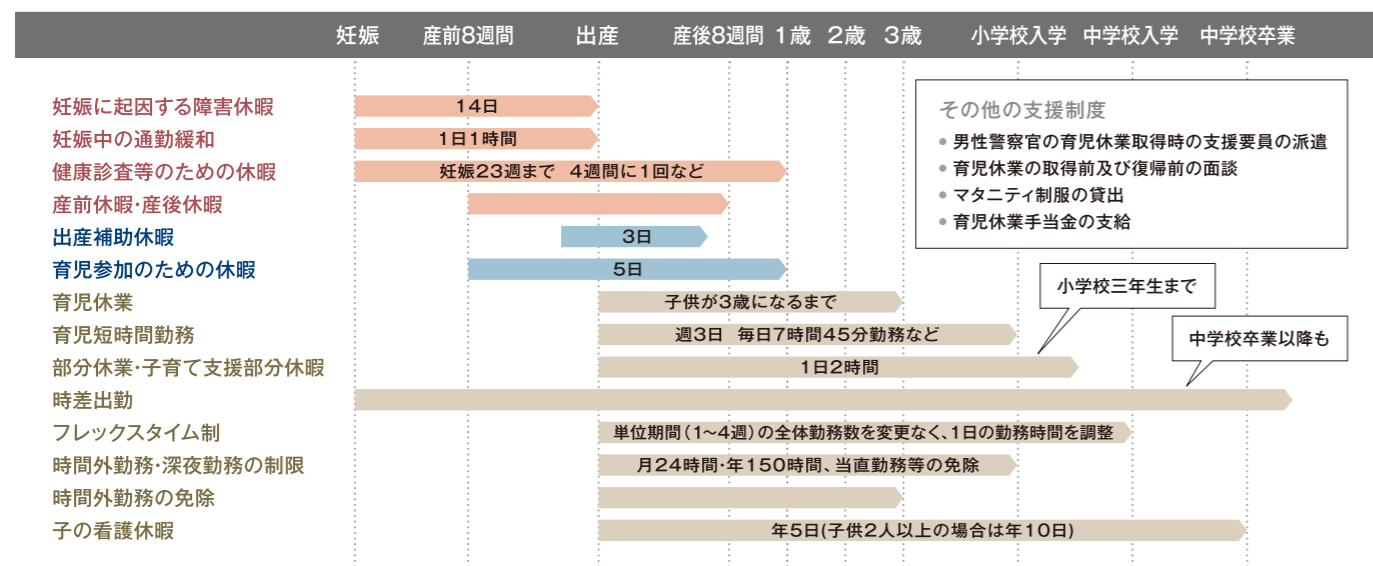 妊娠 産前8週間 出産 産後8週間 1歳 2歳 3歳 小学校入学 中学校入学 中学校卒業
妊娠に起因する障害休暇 14日
妊娠中の通勤緩和 1日1時間
健康診査等のための休暇 妊娠23週まで 4週間に1回など
産前休暇・産後休暇
出産補助休暇 3日
育児参加のための休暇 5日
育児休業 子供が3歳になるまで
育児短時間勤務 週3日 毎日7時間45分勤務など
部分休業・子育て支援部分休暇 1日2時間
小学校三年生まで
時差出勤
中学校卒業以降も
フレックスタイム制 単位期間(1〜4週)の全体勤務数を変更なく、1日の勤務時間を調整
時間外勤務・深夜勤務の制限 月24時間・年150時間、当直勤務等の免除
時間外勤務の免除
子の看護休暇 年5日(子供2人以上の場合は年10日)
その他の支援制度
● 男性警察官の育児休業取得時の支援要員の派遣
● 育児休業の取得前及び復帰前の面談
● マタニティ制服の貸出
● 育児休業手当金の支給